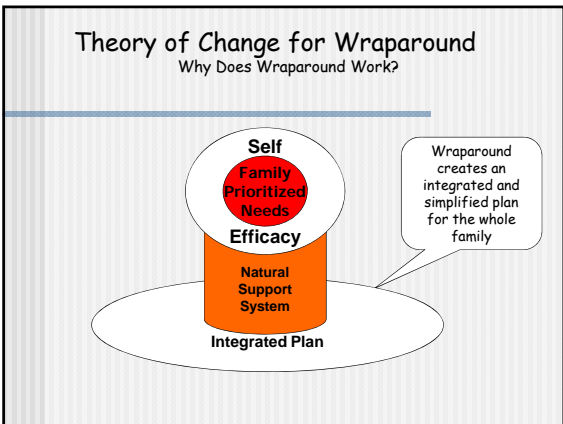 Theory of Change for Wraparound
Why Does Wraparound Work?
Self
Family
Prioritized
Needs
Efficacy
Natural
Support
System
Integrated Plan
Wraparound
creates an
integrated and
simplified plan
for the whole
family